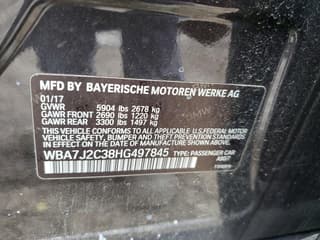 MFD BY BAYERISCHE MOTOREN WERKE AG
01/17
GVWR 5904 lbs 2678 kg
GAWR FRONT 2690 lbs 1220 kg
GAWR REAR 3300 lbs 1497 kg
THIS VEHICLE CONFORMS TO ALL APPLICABLE FEDERAL MOTOR
VEHICLE SAFETY, BUMPER AND THEFT PREVENTION STANDARDS
IN EFFECT ON THE DATE OF MANUFACTURE SHOWN ABOVE.
WBA7J2C38HG497845 TYPE: PASSENGER CAR